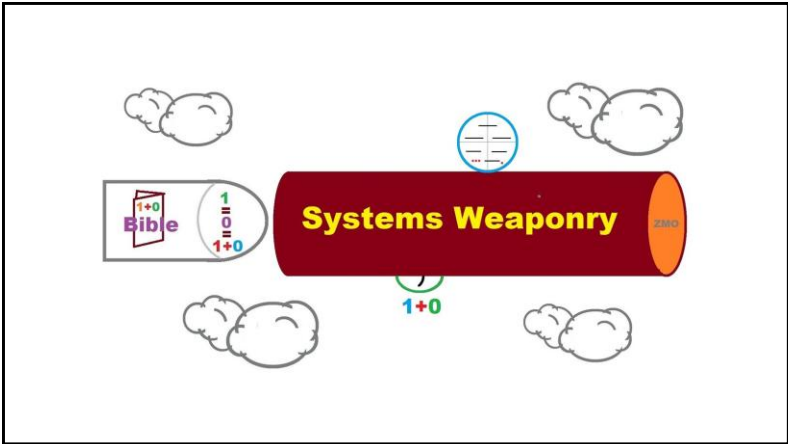 1+0
Bible
1
=
0
=
1+0
Systems Weaponry
ZMO
1+0